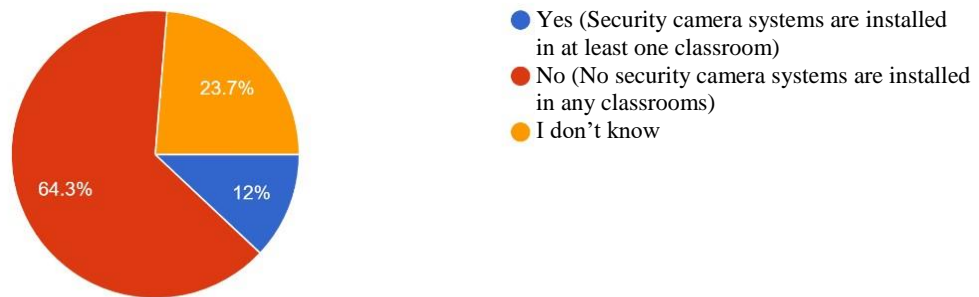 23.7%
12%
64.3%
Yes (Security camera systems are installed
in at least one classroom)
No (No security camera systems are installed
in any classrooms)
I don’t know